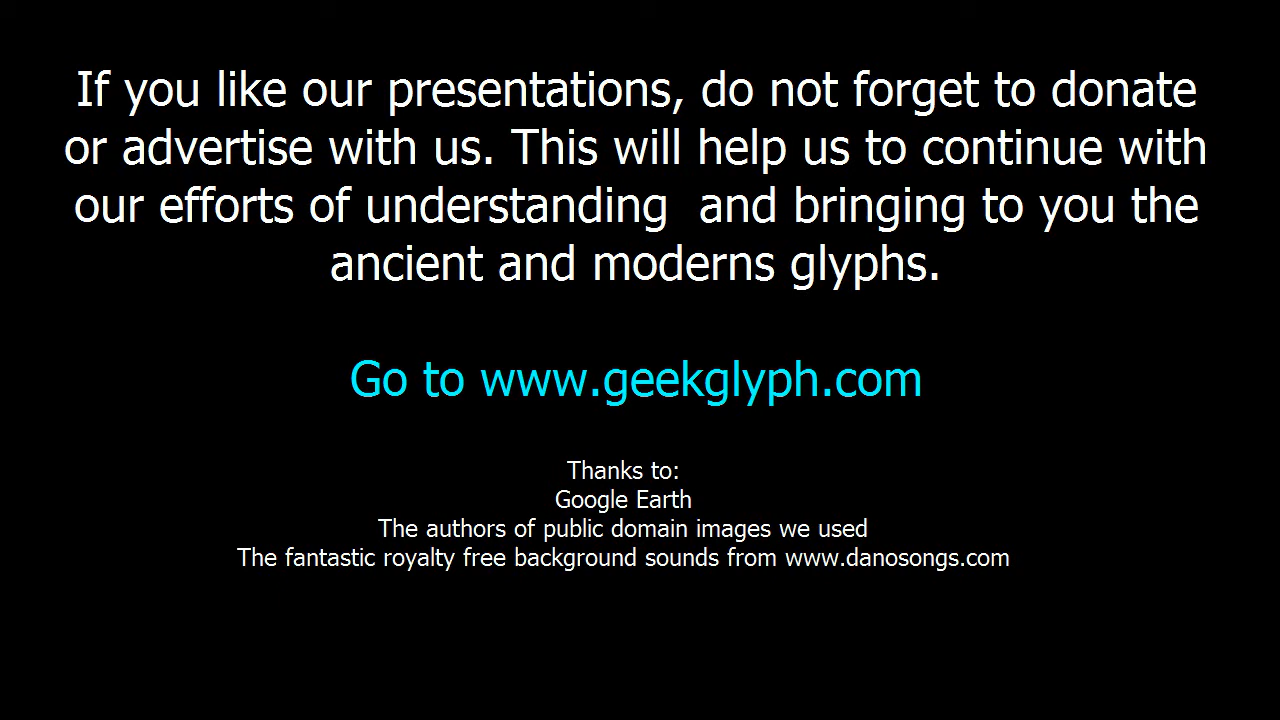 If you like our presentations, do not forget to donate
or advertise with us. This will help us to continue with
our efforts of understanding  and bringing to you the
ancient and moderns glyphs.
Go to www.geekglyph.com
Thanks to:
Google Earth
The authors of public domain images we used
The fantastic royalty free background sounds from www.danosongs.com